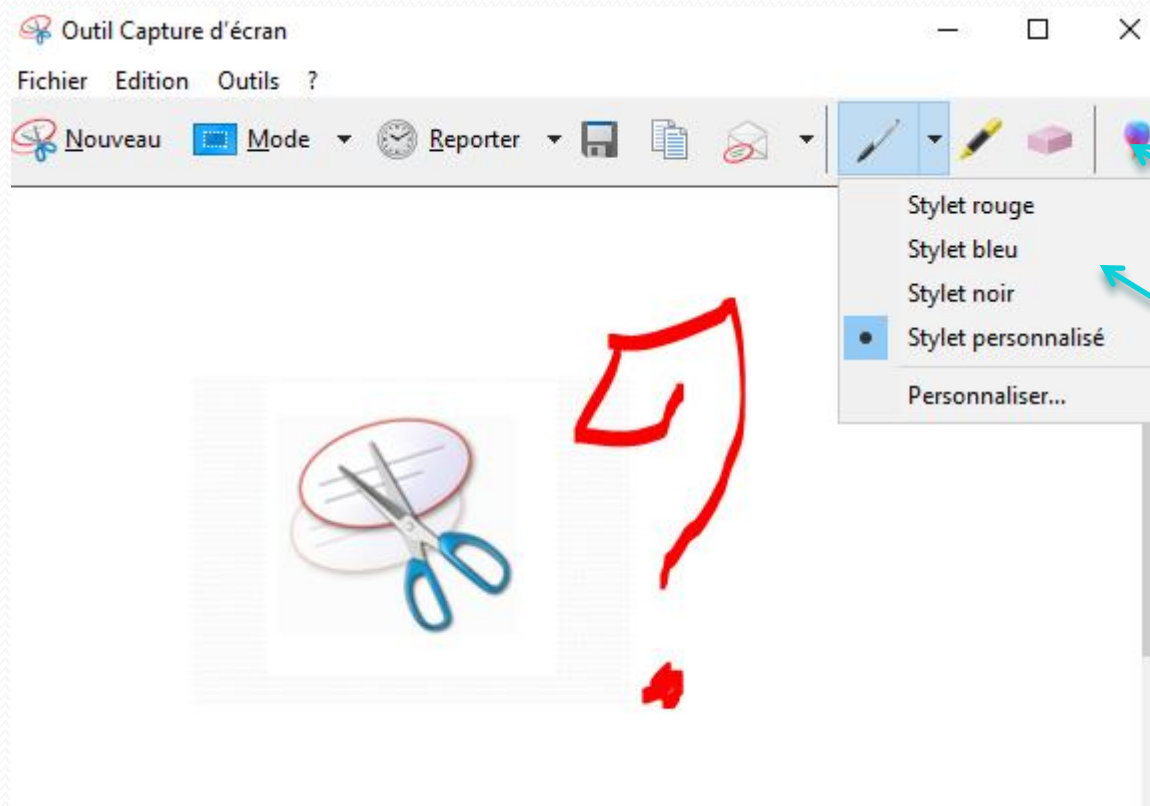 Outil Capture d'écran
Fichier Edition Outils ?
Nouveau Mode Reporter
Stylet rouge
Stylet bleu
Stylet noir
Stylet personnalisé
Personnaliser...
?